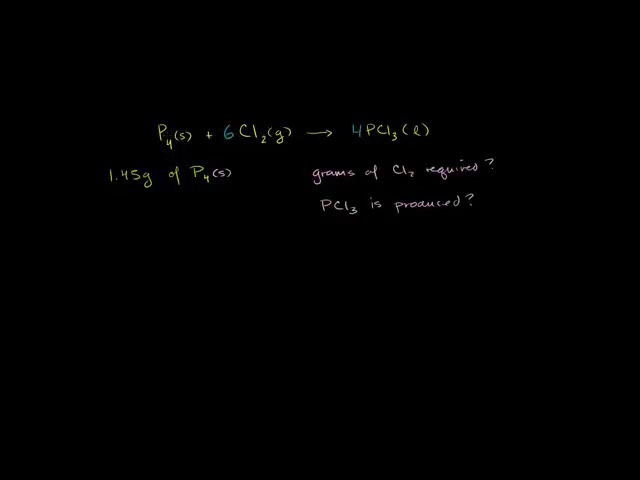 P₄(s) + 6Cl₂(g) → 4PCl₃(l)
1.45g of P₄(s) grams of Cl₂ required?
PCl₃ is produced?